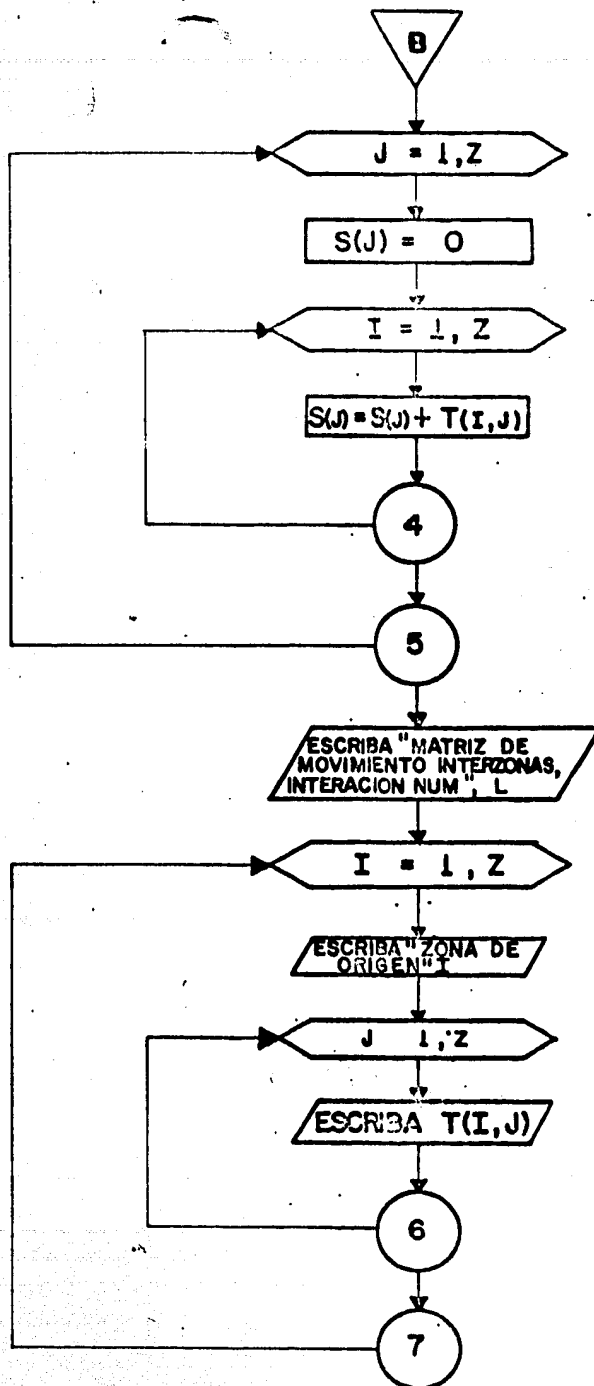 B
J = 1,Z
S(J) = 0
I = 1, Z
S(J)=S(J)+ T(I,J)
4
5
ESCRIBA "MATRIZ DE
MOVIMIENTO INTERZONAS,
INTERACION NUM", L
I = 1, Z
ESCRIBA "ZONA DE
ORIGEN" I
J 1, Z
ESCRIBA T(I,J)
6
7